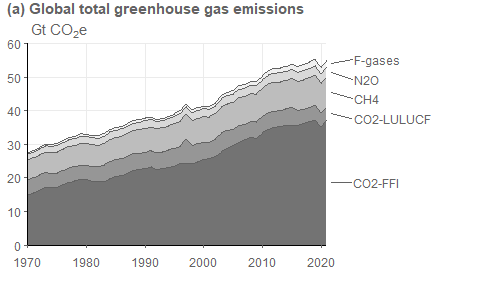 (a) Global total greenhouse gas emissions
Gt CO₂e
60
50
40
30
20
10
0
1970 1980 1990 2000 2010 2020
F-gases
N2O
CH4
CO2-LULUCF
CO2-FFI